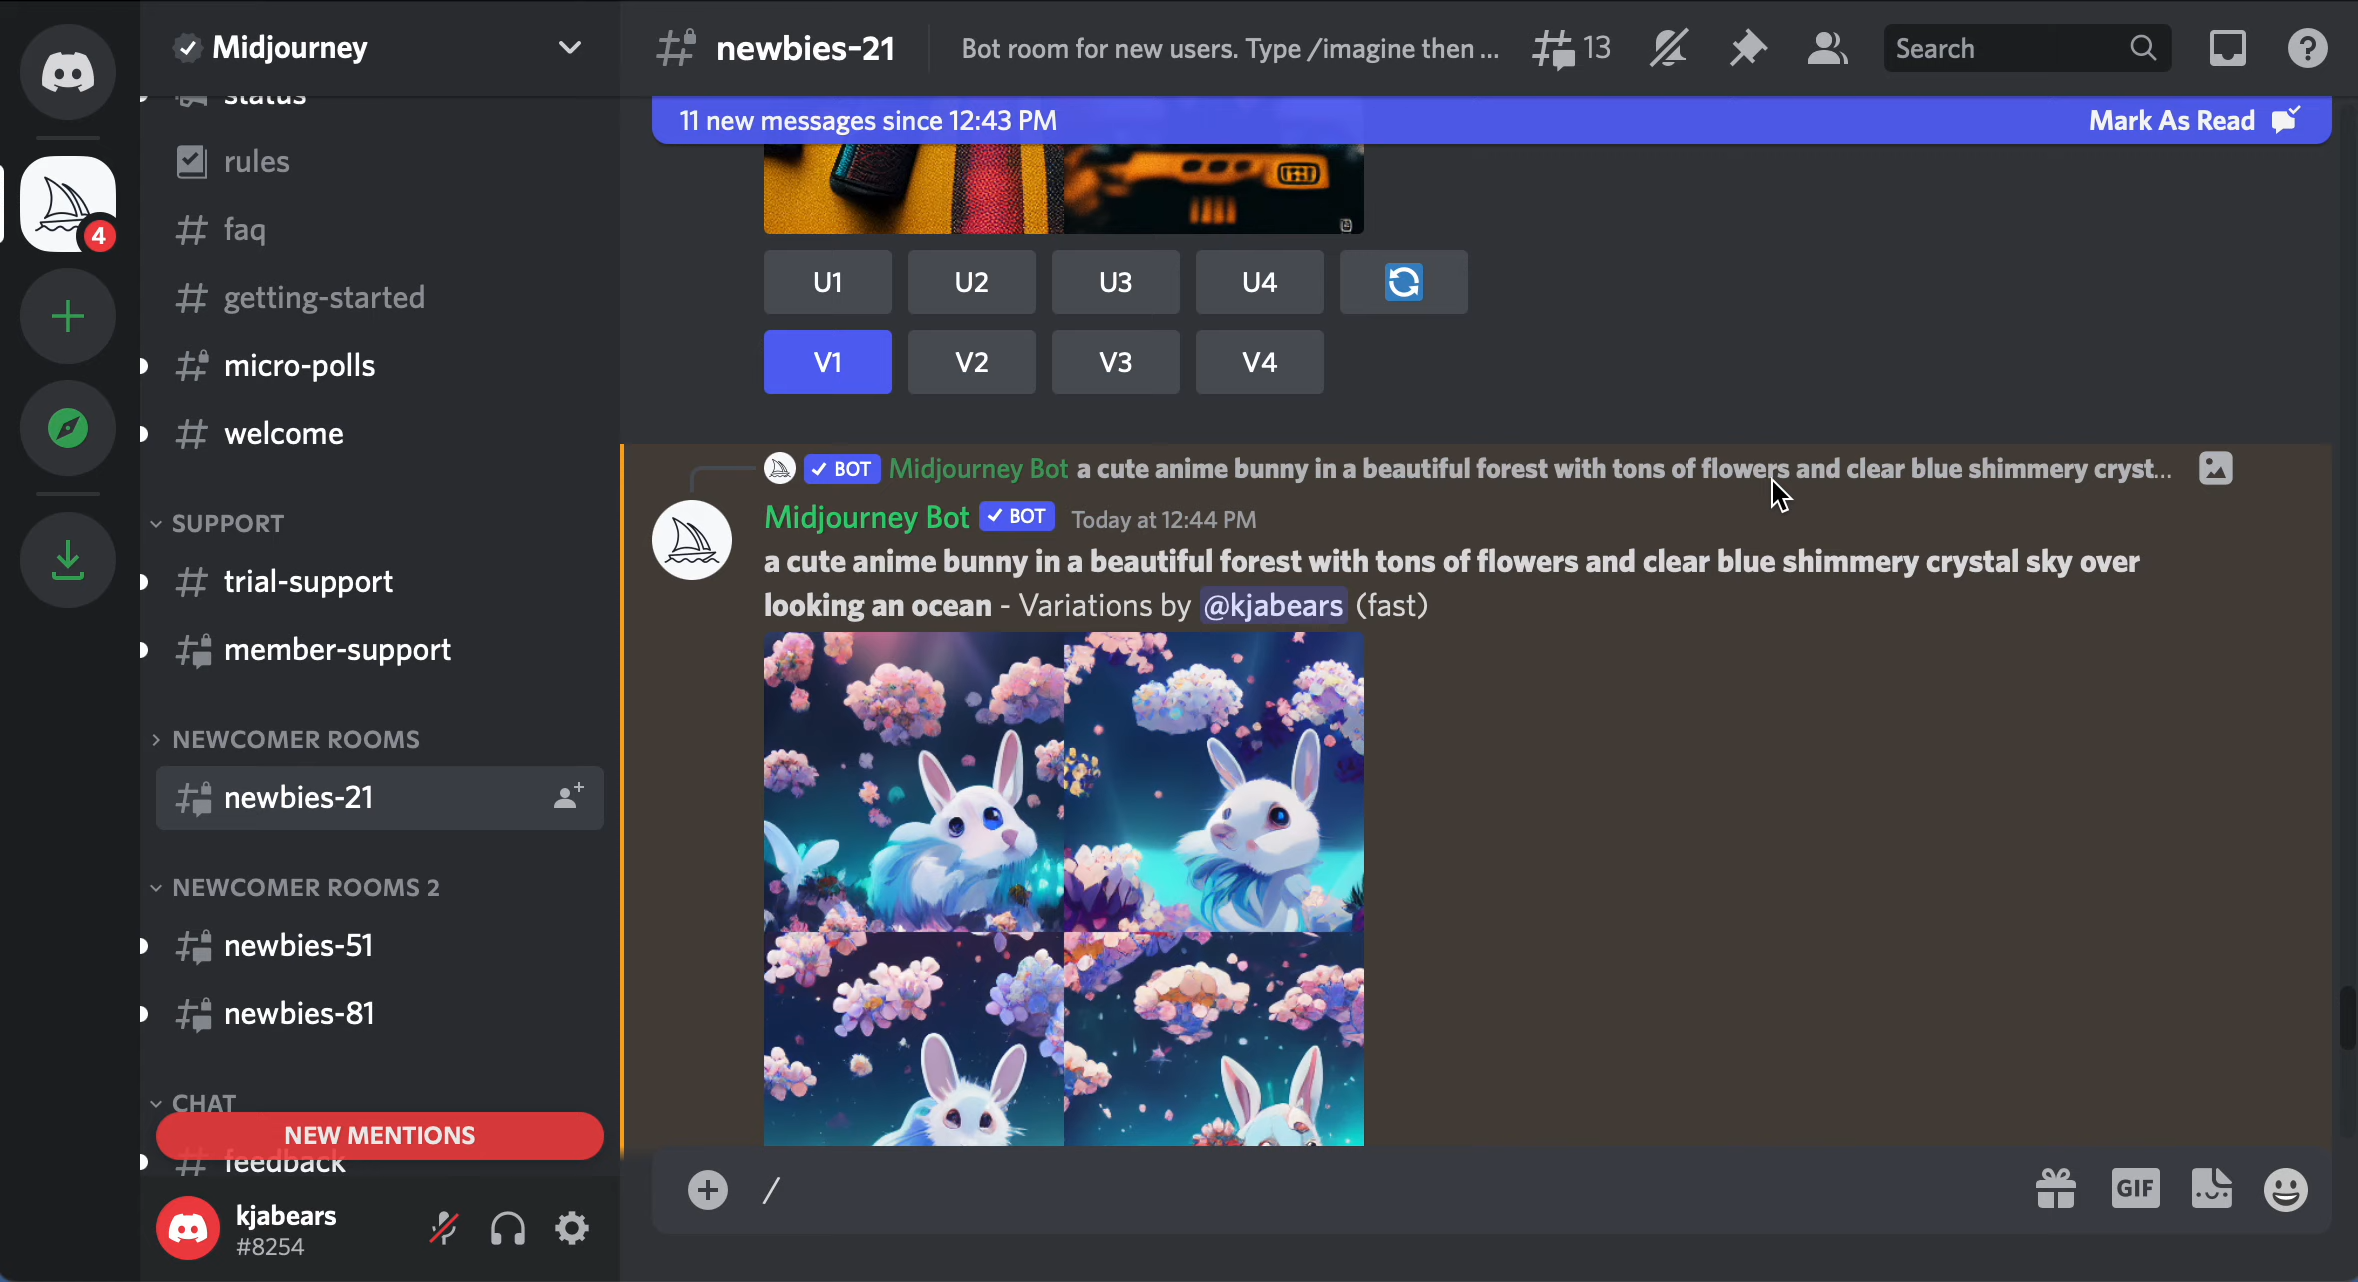 Midjourney
status
rules
faq
getting-started
micro-polls
welcome
SUPPORT
trial-support
member-support
NEWCOMER ROOMS
newbies-21
NEWCOMER ROOMS 2
newbies-51
newbies-81
CHAT
NEW MENTIONS
feedback
kjabears
#8254
4
newbies-21
Bot room for new users. Type /imagine then ...
13
Search
11 new messages since 12:43 PM
Mark As Read
U1 U2 U3 U4
V1 V2 V3 V4
BOT Midjourney Bot a cute anime bunny in a beautiful forest with tons of flowers and clear blue shimmery cryst...
Midjourney Bot BOT Today at 12:44 PM
a cute anime bunny in a beautiful forest with tons of flowers and clear blue shimmery crystal sky over
looking an ocean - Variations by @kjabears (fast)
/
GIF